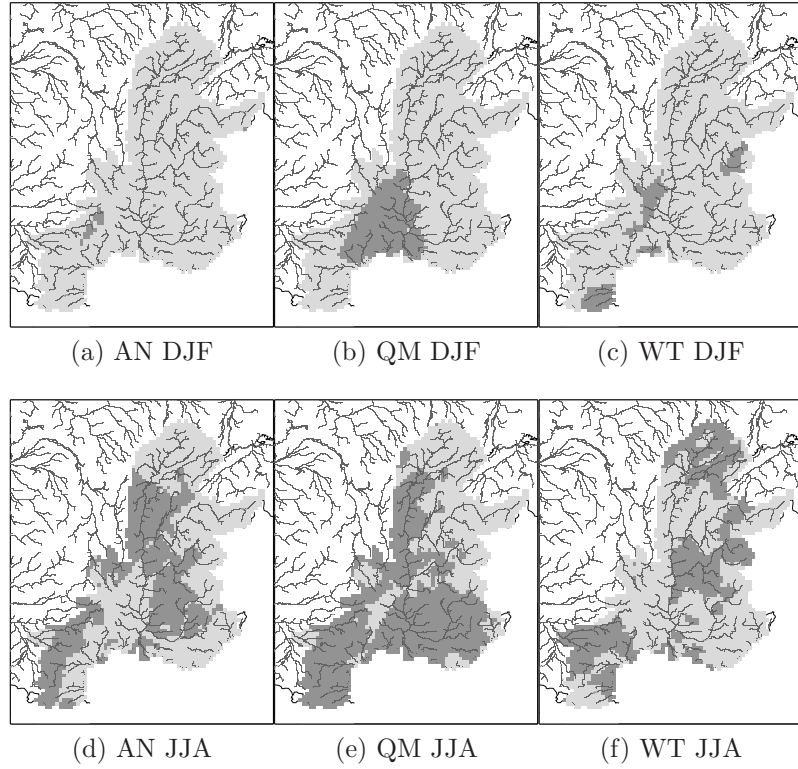 (a) AN DJF
(b) QM DJF
(c) WT DJF
(d) AN JJA
(e) QM JJA
(f) WT JJA